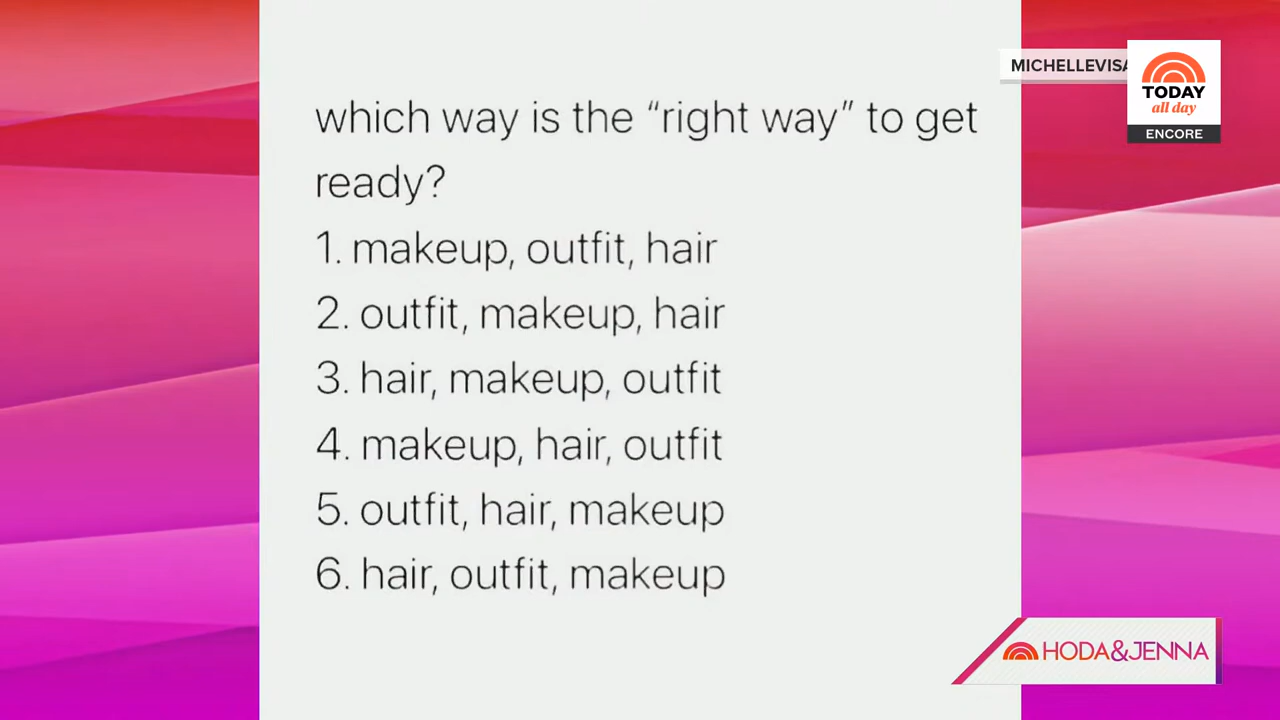 MICHELLEVISA
TODAY
all day
ENCORE
which way is the “right way” to get
ready?
1. makeup, outfit, hair
2. outfit, makeup, hair
3. hair, makeup, outfit
4. makeup, hair, outfit
5. outfit, hair, makeup
6. hair, outfit, makeup
HODA&JENNA